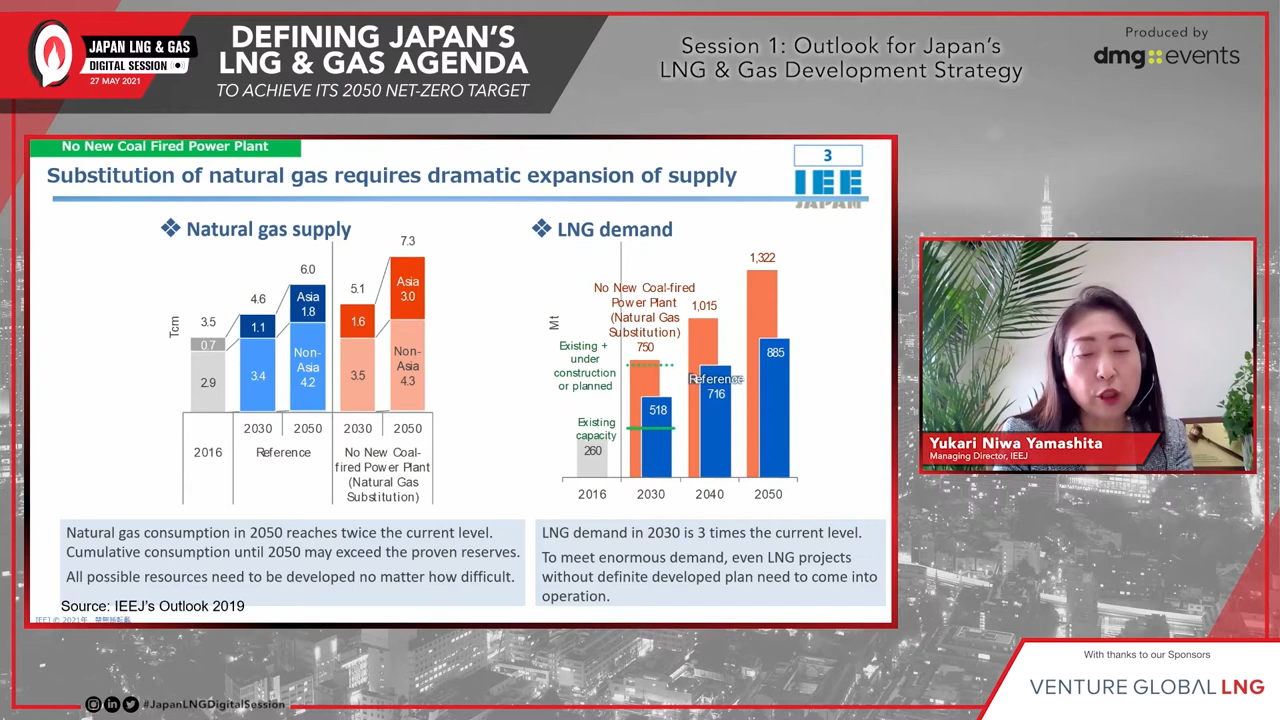 JAPAN LNG & GAS
DIGITAL SESSION
27 MAY 2021
DEFINING JAPAN'S
LNG & GAS AGENDA
TO ACHIEVE ITS 2050 NET-ZERO TARGET
Session 1: Outlook for Japan's
LNG & Gas Development Strategy
Produced by
dmg::events
No New Coal Fired Power Plant
Substitution of natural gas requires dramatic expansion of supply
3
IEE
JAPAN
❖ Natural gas supply
Tcm
3.5
0.7
2.9
4.6
1.1
3.4
6.0
Asia
1.8
Non-
Asia
4.2
5.1
1.6
3.5
7.3
Asia
3.0
Non-
Asia
4.3
2016
2030
2050
2030
2050
Reference
No New Coal-
fired Power Plant
(Natural Gas
Substitution)
❖ LNG demand
Mt
No New Coal-fired
Power Plant
(Natural Gas
Substitution)
750
1,015
1,322
Existing +
under
construction
or planned
Existing
capacity
260
518
Reference
716
885
2016
2030
2040
2050
Natural gas consumption in 2050 reaches twice the current level.
Cumulative consumption until 2050 may exceed the proven reserves.
All possible resources need to be developed no matter how difficult.
Source: IEEJ's Outlook 2019
LNG demand in 2030 is 3 times the current level.
To meet enormous demand, even LNG projects
without definite developed plan need to come into
operation.
IEEJ © 2021年
Yukari Niwa Yamashita
Managing Director, IEEJ
#JapanLNGDigitalSession
With thanks to our Sponsors
VENTURE GLOBAL LNG